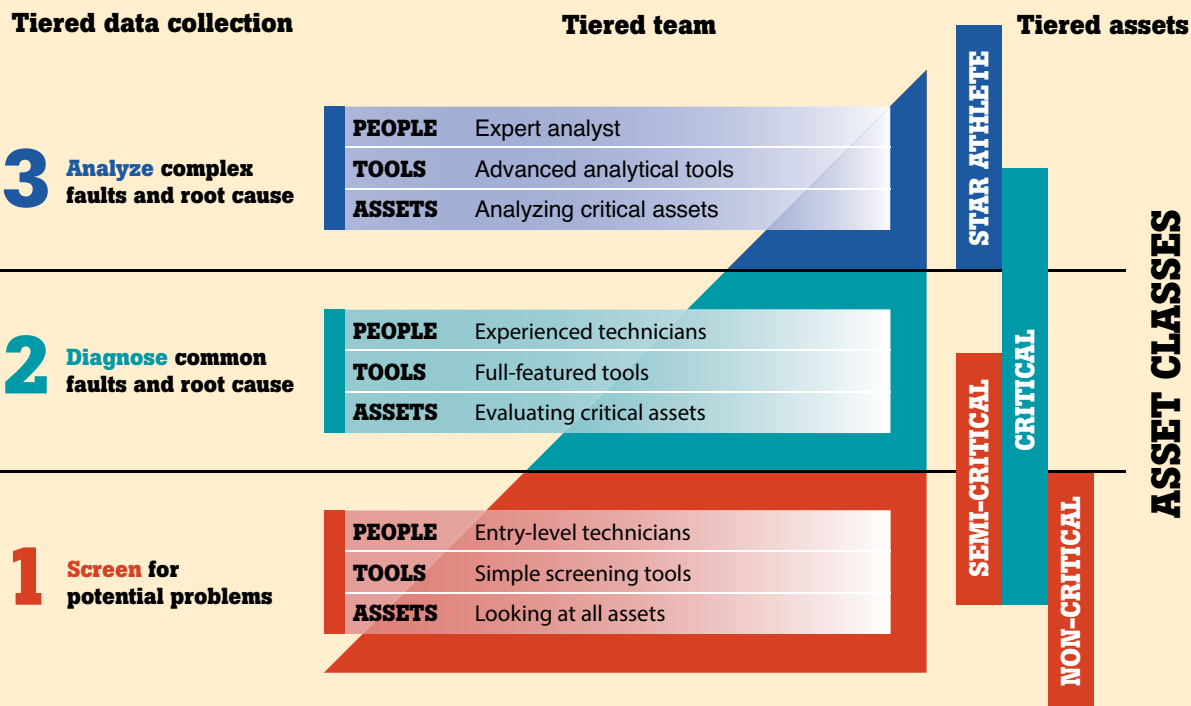 Tiered data collection
Tiered team
Tiered assets
3
Analyze complex
faults and root cause
PEOPLE Expert analyst
TOOLS Advanced analytical tools
ASSETS Analyzing critical assets
2
Diagnose common
faults and root cause
PEOPLE Experienced technicians
TOOLS Full-featured tools
ASSETS Evaluating critical assets
1
Screen for
potential problems
PEOPLE Entry-level technicians
TOOLS Simple screening tools
ASSETS Looking at all assets
STAR ATHLETE
CRITICAL
SEMI-CRITICAL
NON-CRITICAL
ASSET CLASSES